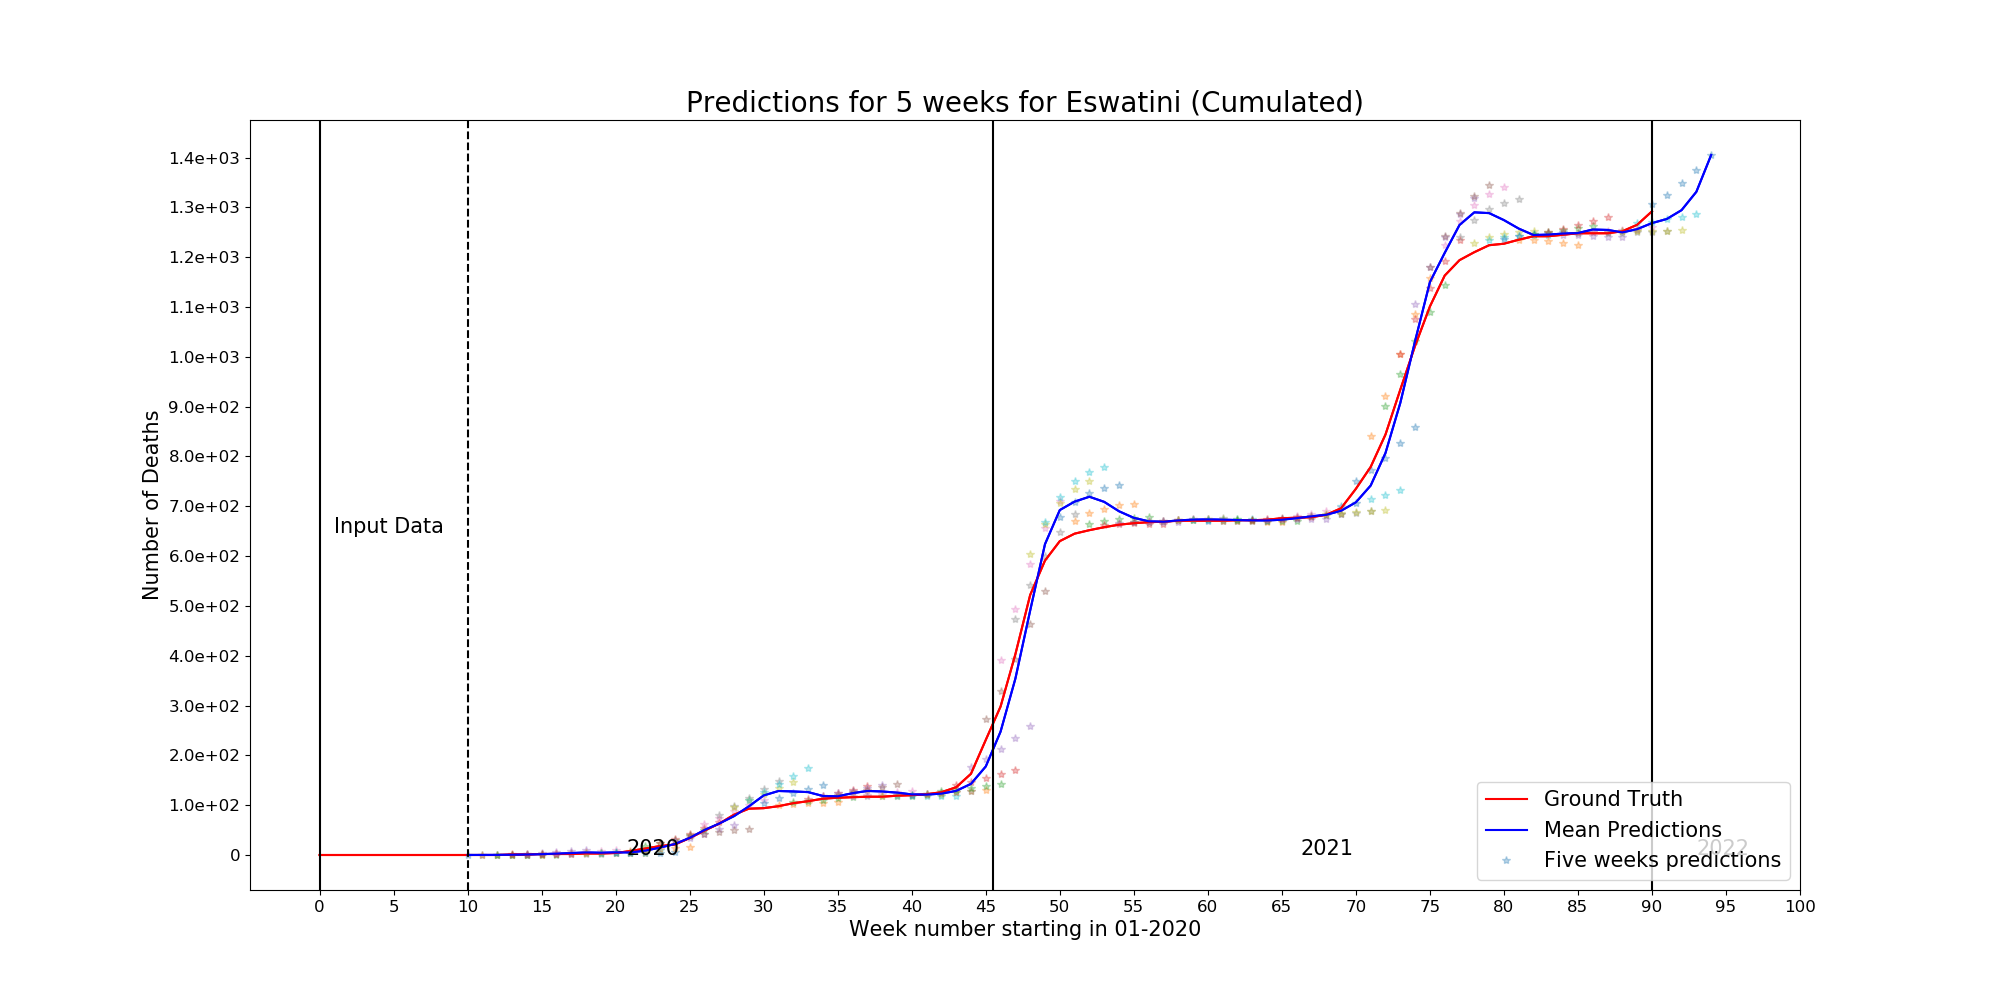 Predictions for 5 weeks for Eswatini (Cumulated)
1.4e+03
1.3e+03
1.2e+03
1.1e+03
1.0e+03
9.0e+02
8.0e+02
7.0e+02
6.0e+02
5.0e+02
4.0e+02
3.0e+02
2.0e+02
1.0e+02
0
Number of Deaths
Input Data
2020
2021
2022
Ground Truth
Mean Predictions
Five weeks predictions
0 5 10 15 20 25 30 35 40 45 50 55 60 65 70 75 80 85 90 95 100
Week number starting in 01-2020